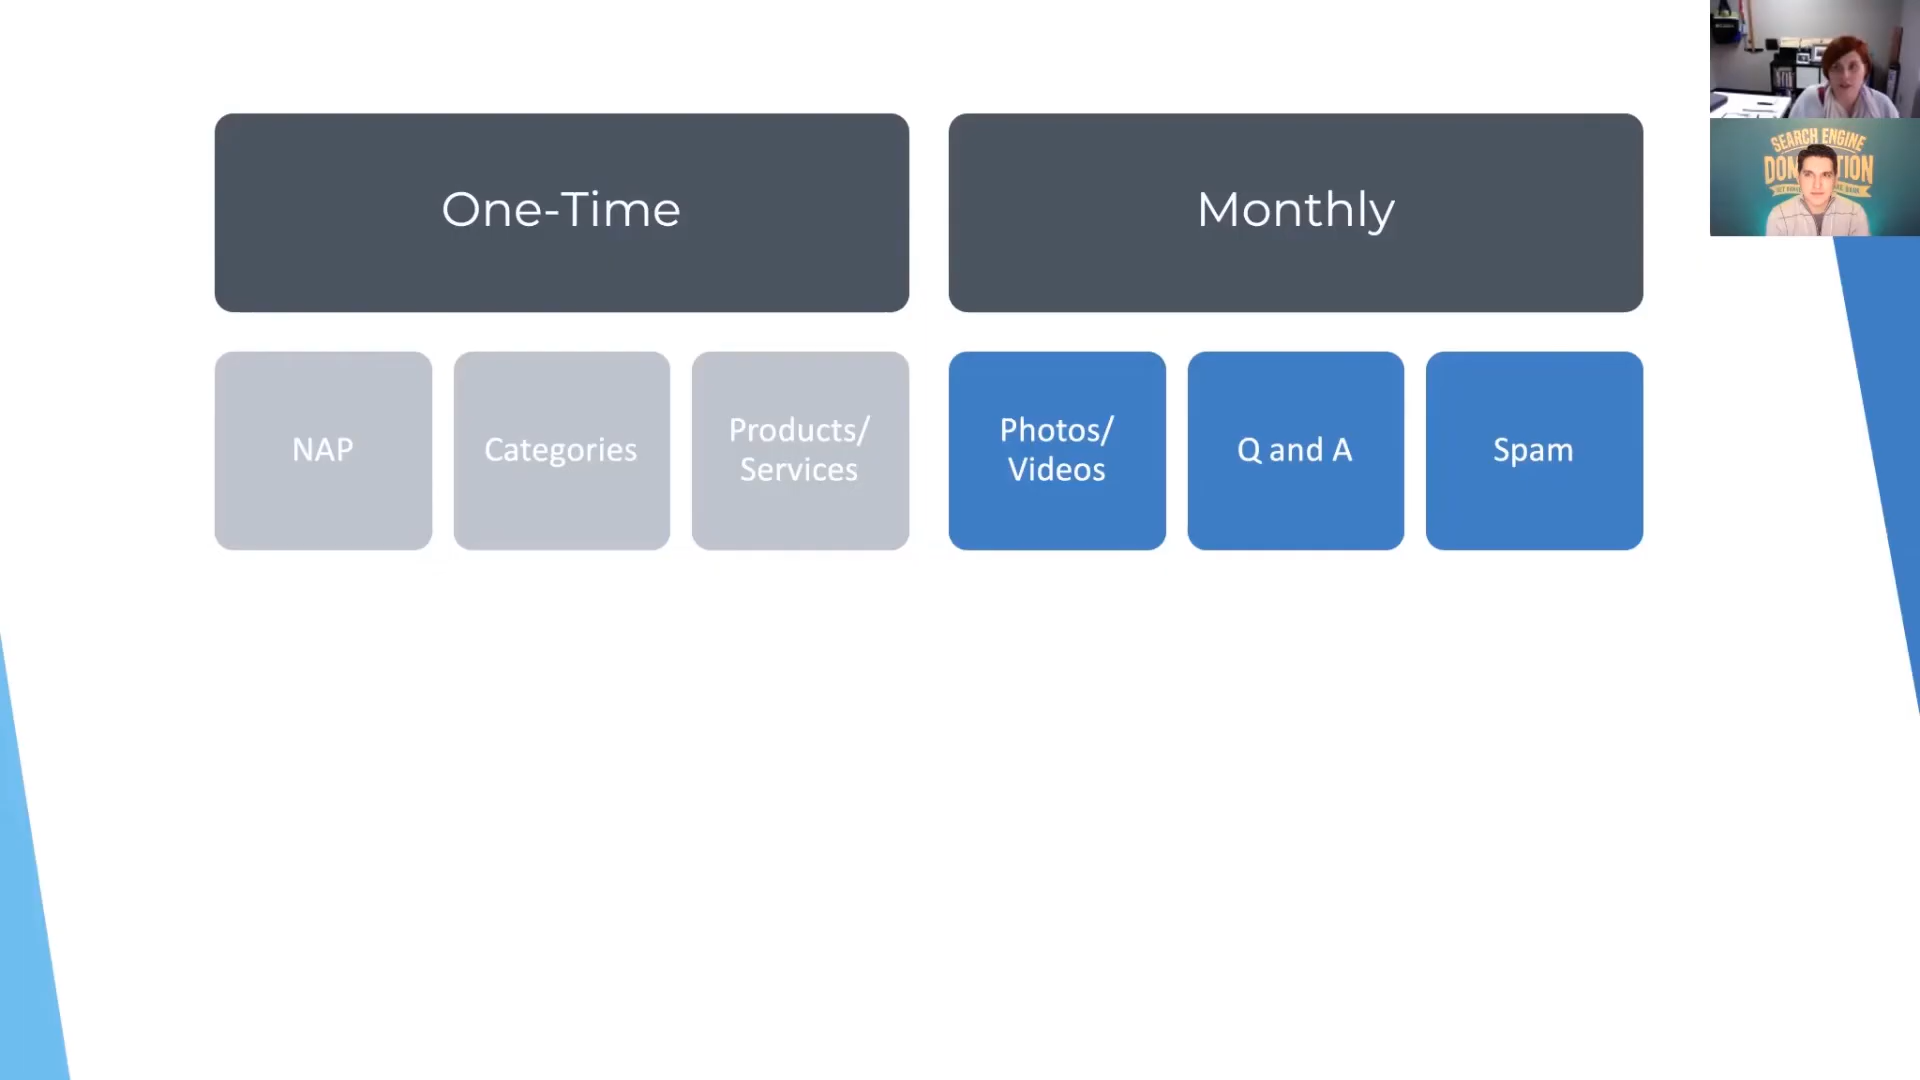 One-Time
Monthly
NAP
Categories
Products/
Services
Photos/
Videos
Q and A
Spam
SEARCH ENGINE